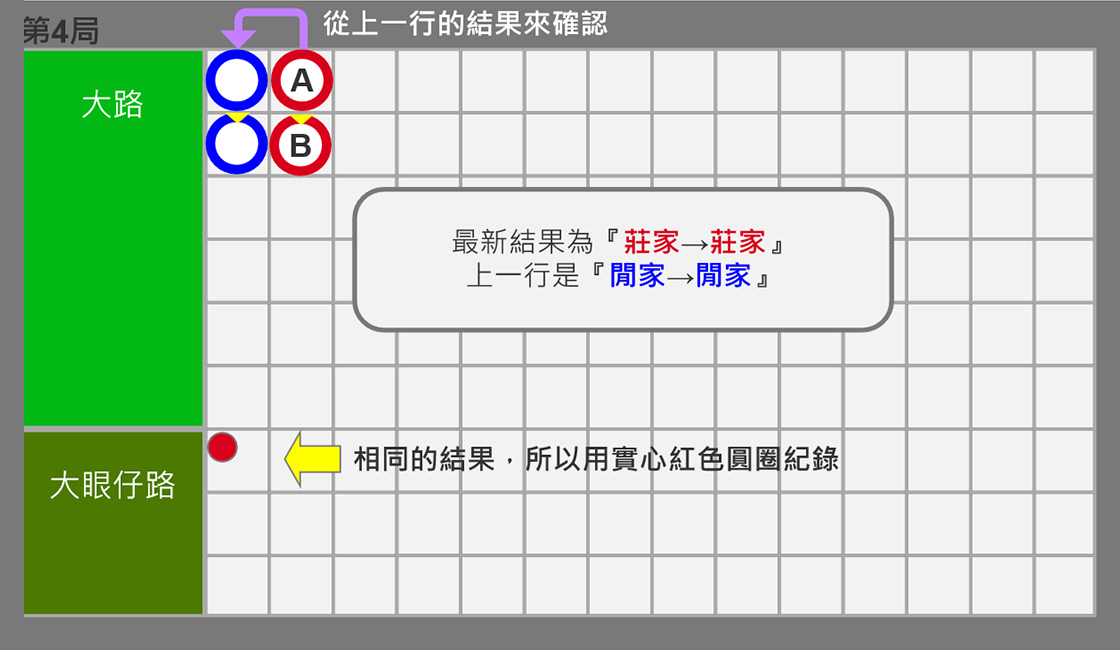 第4局
從上一行的結果來確認
大路
A
B
最新結果為『莊家→莊家』
上一行是『閒家→閒家』
大眼仔路
相同的結果，所以用實心紅色圓圈紀錄